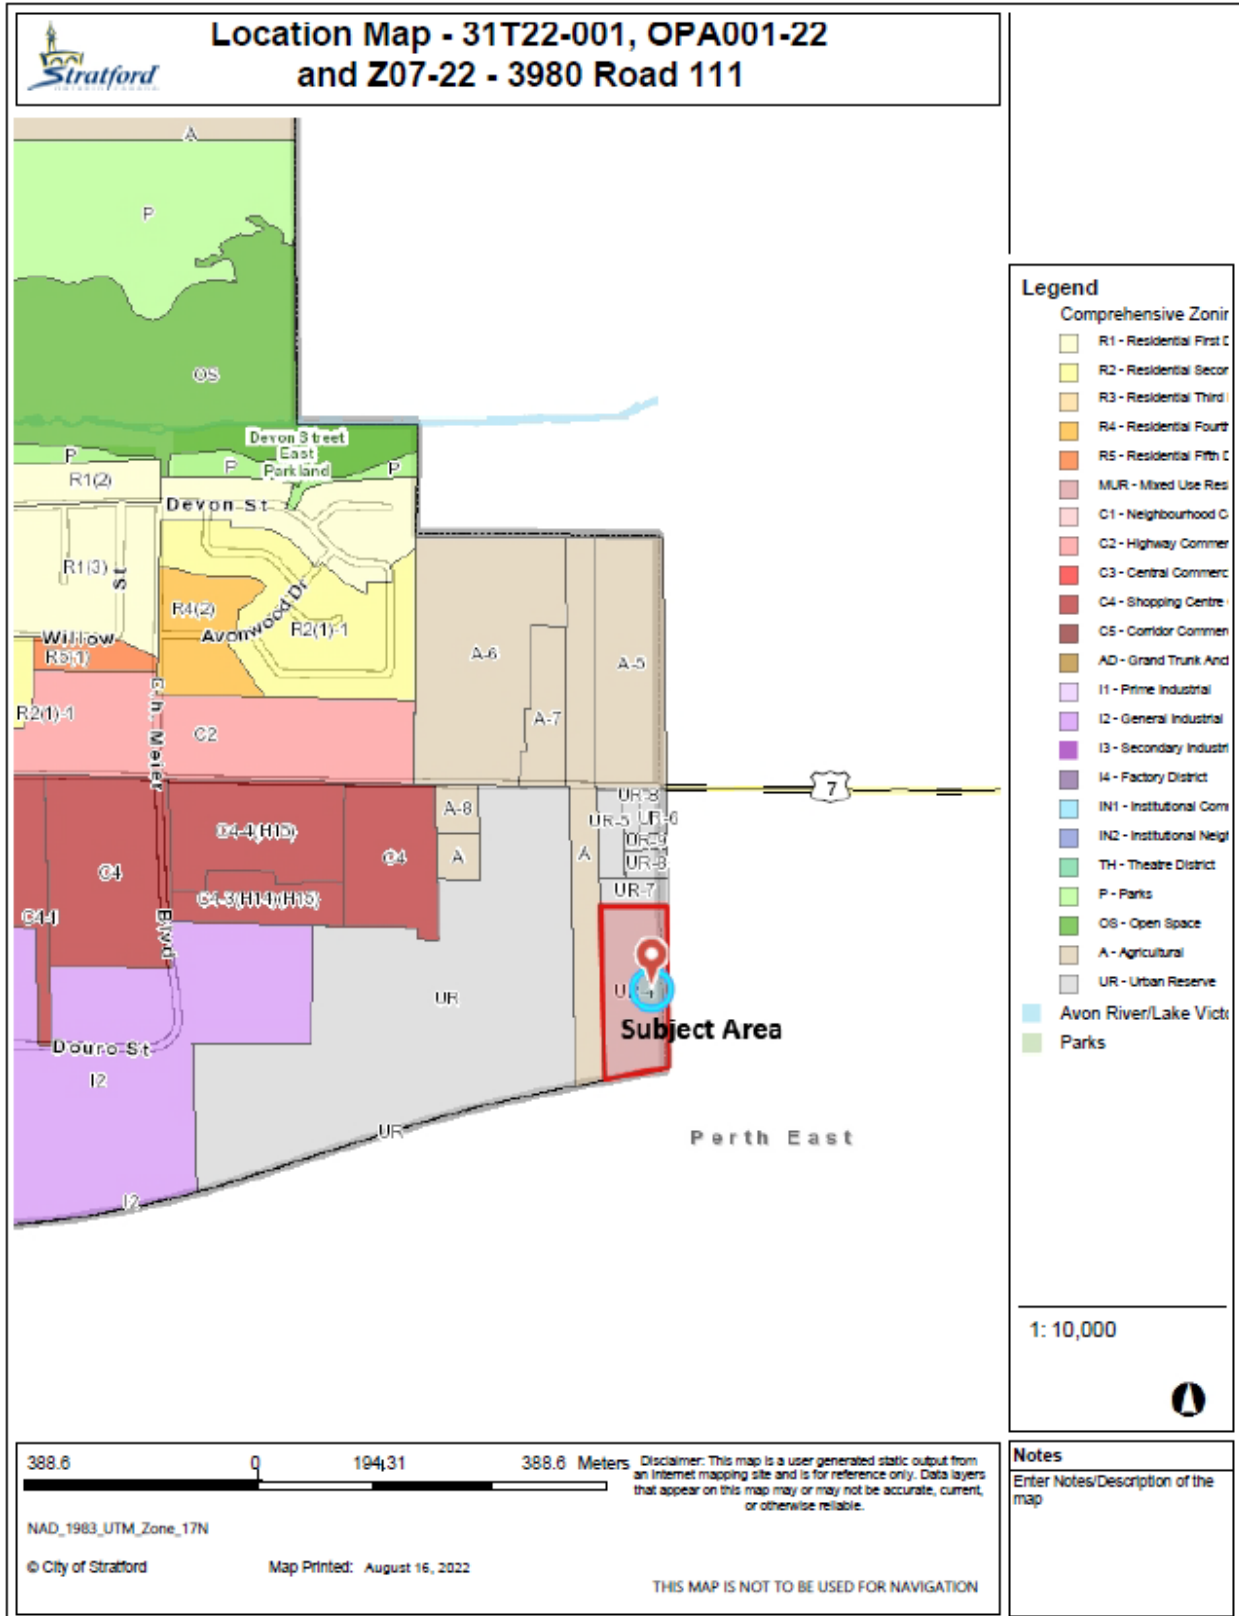 Location Map - 31T22-001, OPA001-22
and Z07-22 - 3980 Road 111
Stratford
A
P
OS
Devon Street
East
Parkland
P
P
P
R1(2)
Devon St
R1(3)
St
R4(2)
Avonwood Dr
R2(1)-1
Willow
R5(1)
R2(1)-1
C.h. Meier
Blvd
C2
A-6
A-5
A-7
7
C4-4(H15)
C4
C4
C4-3(H14)(H15)
A-8
A
A
UR-8
UR-5
UR-6
UR-9
UR-8
UR-7
UR
Subject Area
Douro St
I2
UR
I2
Perth East
Legend
Comprehensive Zonin
R1 - Residential First
R2 - Residential Secon
R3 - Residential Third
R4 - Residential Fourth
R5 - Residential Fifth
MUR - Mixed Use Res
C1 - Neighbourhood C
C2 - Highway Commer
C3 - Central Commerc
C4 - Shopping Centre
C5 - Corridor Commer
AD - Grand Trunk And
I1 - Prime Industrial
I2 - General Industrial
I3 - Secondary Industri
I4 - Factory District
IN1 - Institutional Com
IN2 - Institutional Neig
TH - Theatre District
P - Parks
OS - Open Space
A - Agricultural
UR - Urban Reserve
Avon River/Lake Victo
Parks
1: 10,000
388.6 0 194.31 388.6 Meters
NAD_1983_UTM_Zone_17N
© City of Stratford Map Printed: August 16, 2022
Disclaimer: This map is a user generated static output from
an Internet mapping site and is for reference only. Data layers
that appear on this map may or may not be accurate, current,
or otherwise reliable.
THIS MAP IS NOT TO BE USED FOR NAVIGATION
Notes
Enter Notes/Description of the
map